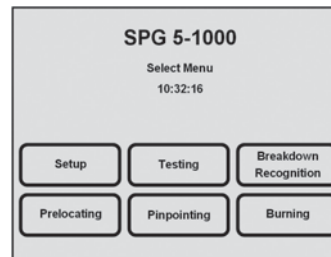 SPG 5-1000
Select Menu
10:32:16
Setup
Testing
Breakdown
Recognition
Prelocating
Pinpointing
Burning